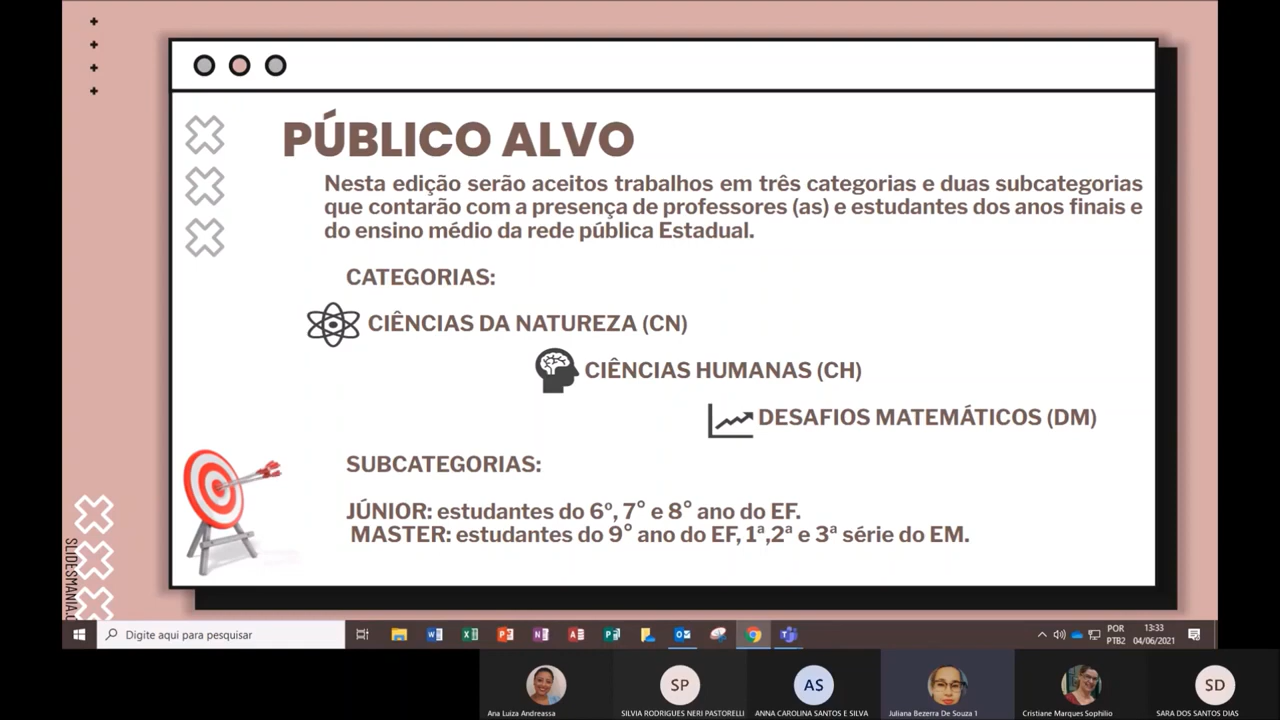 PÚBLICO ALVO
Nesta edição serão aceitos trabalhos em três categorias e duas subcategorias
que contarão com a presença de professores (as) e estudantes dos anos finais e
do ensino médio da rede pública Estadual.
CATEGORIAS:
CIÊNCIAS DA NATUREZA (CN)
CIÊNCIAS HUMANAS (CH)
DESAFIOS MATEMÁTICOS (DM)
SUBCATEGORIAS:
JÚNIOR: estudantes do 6º, 7° e 8° ano do EF.
MASTER: estudantes do 9° ano do EF, 1ª,2ª e 3ª série do EM.
SLIDESMANIA.
Digite aqui para pesquisar
POR
PTB2
13:33
04/06/2021
SP
AS
SD
Ana Luiza Andreassa
SILVIA RODRIGUES NERI PASTORELLI
ANNA CAROLINA SANTOS E SILVA
Juliana Bezerra De Souza 1
Cristiane Marques Sophilio
SARA DOS SANTOS DIAS